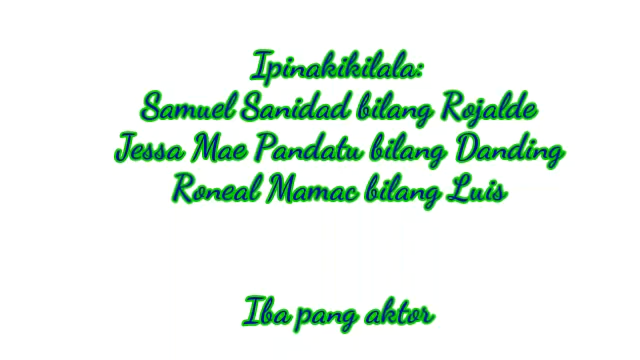 Ipinakikilala:
Samuel Sanidad bilang Rojalde
Jessa Mae Pandatu bilang Danding
Roneal Mamac bilang Luis
Iba pang aktor